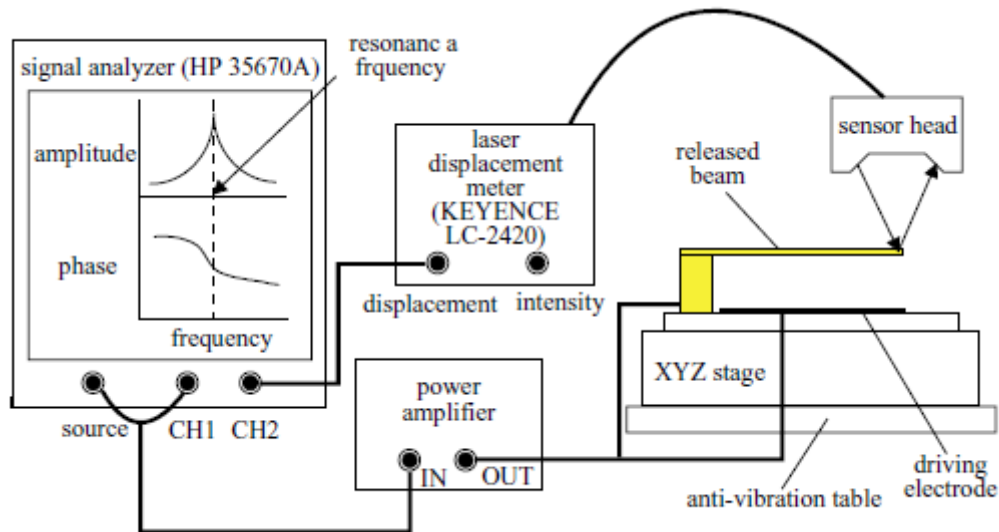 resonanc a
frquency
signal analyzer (HP 35670A)
amplitude
phase
frequency
source
CH1
CH2
laser
displacement
meter
(KEYENCE
LC-2420)
displacement
intensity
power
amplifier
IN
OUT
sensor head
released
beam
XYZ stage
anti-vibration table
driving
electrode